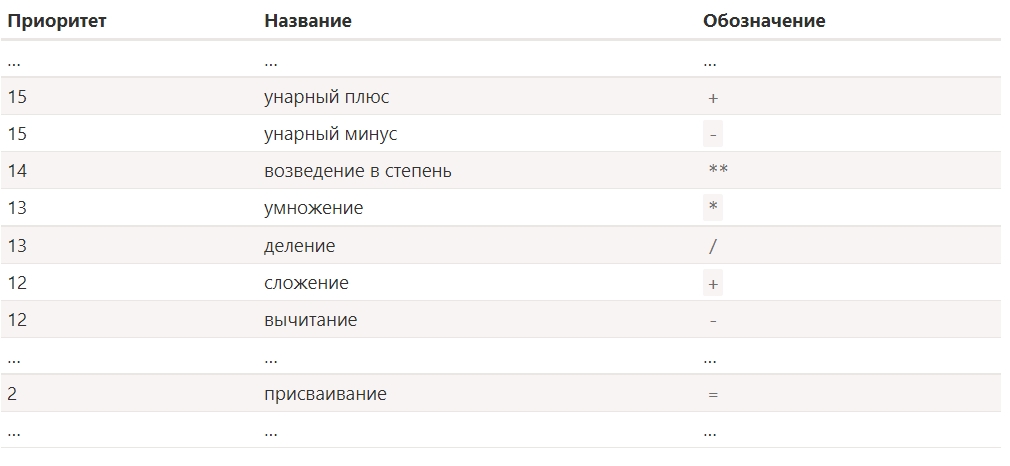 Приоритет Название Обозначение
... ... ...
15 унарный плюс +
15 унарный минус -
14 возведение в степень **
13 умножение *
13 деление /
12 сложение +
12 вычитание -
... ... ...
2 присваивание =
... ... ...